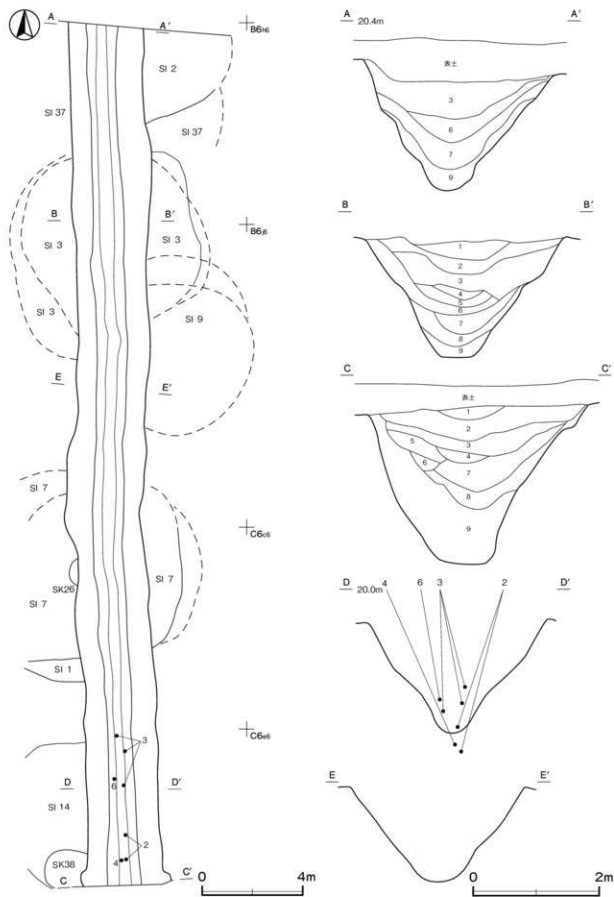 A
A'
B6h6
SI 2
SI 37
SI 37
B
B'
B6j6
SI 3
SI 3
SI 3
SI 9
E
E'
SI 7
C6c6
SK26
SI 7
SI 7
SI 1
C6e6
3
D
6
D'
SI 14
2
SK38
4
C
C'
0
4m
A
20.4m
A'
表土
3
6
7
9
B
B'
1
2
3
4
5
6
7
8
9
C
C'
表土
1
2
3
5
4
6
7
8
9
D
20.0m
4
6
3
2
D'
E
E'
0
2m